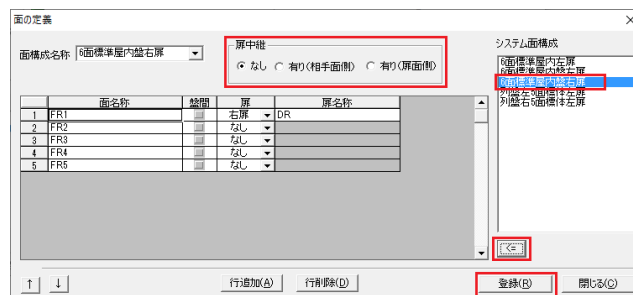 面の定義
面構成名称 6面標準屋内盤右扉
扉中継
なし 有り(相手面側) 有り(扉面側)
システム面構成
6面標準屋内左扉
6面標準屋内盤左扉
6面標準屋内盤右扉
列盤左5面標体左扉
列盤右5面標体左扉
面名称 盤間 扉 扉名称
1 FR1 右扉 DR
2 FR2 なし
3 FR3 なし
4 FR4 なし
5 FR5 なし
<=
↑ ↓ 行追加(A) 行削除(D) 登録(R) 閉じる(C)